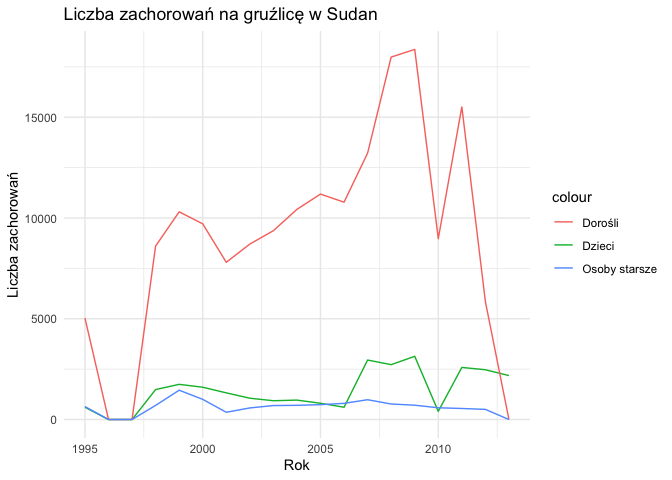 Liczba zachorowań na gruźlicę w Sudan
Liczba zachorowań
15000
10000
5000
0
1995
2000
2005
2010
Rok
colour
Dorośli
Dzieci
Osoby starsze